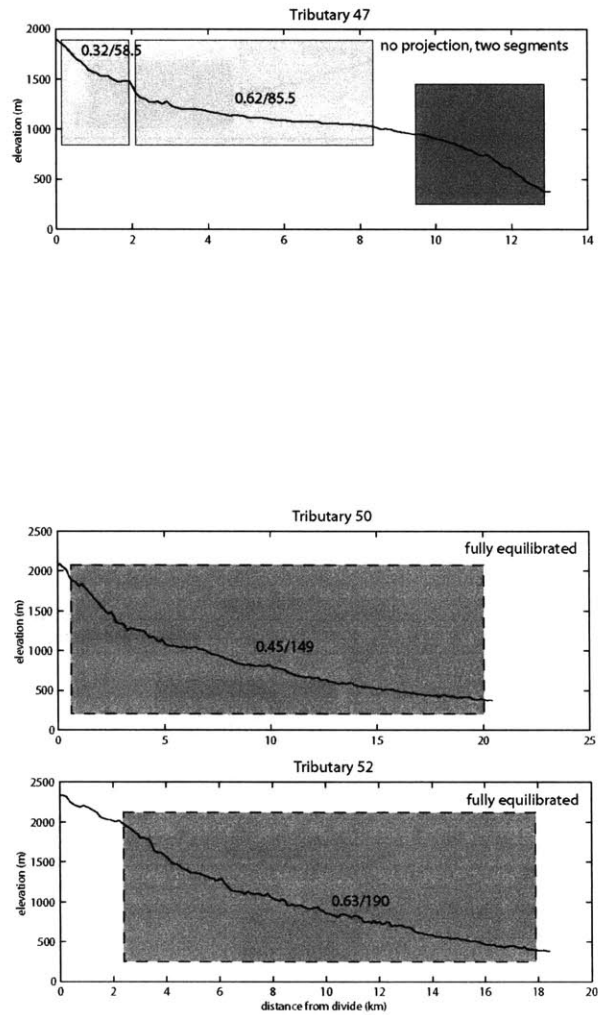 Tributary 47
no projection, two segments
0.32/58.5
0.62/85.5
elevation (m)
2000
1500
1000
500
0
0 2 4 6 8 10 12 14
Tributary 50
fully equilibrated
0.45/149
elevation (m)
2500
2000
1500
1000
500
0
0 5 10 15 20 25
Tributary 52
fully equilibrated
0.63/190
elevation (m)
2500
2000
1500
1000
500
0
0 2 4 6 8 10 12 14 16 18 20
distance from divide (km)